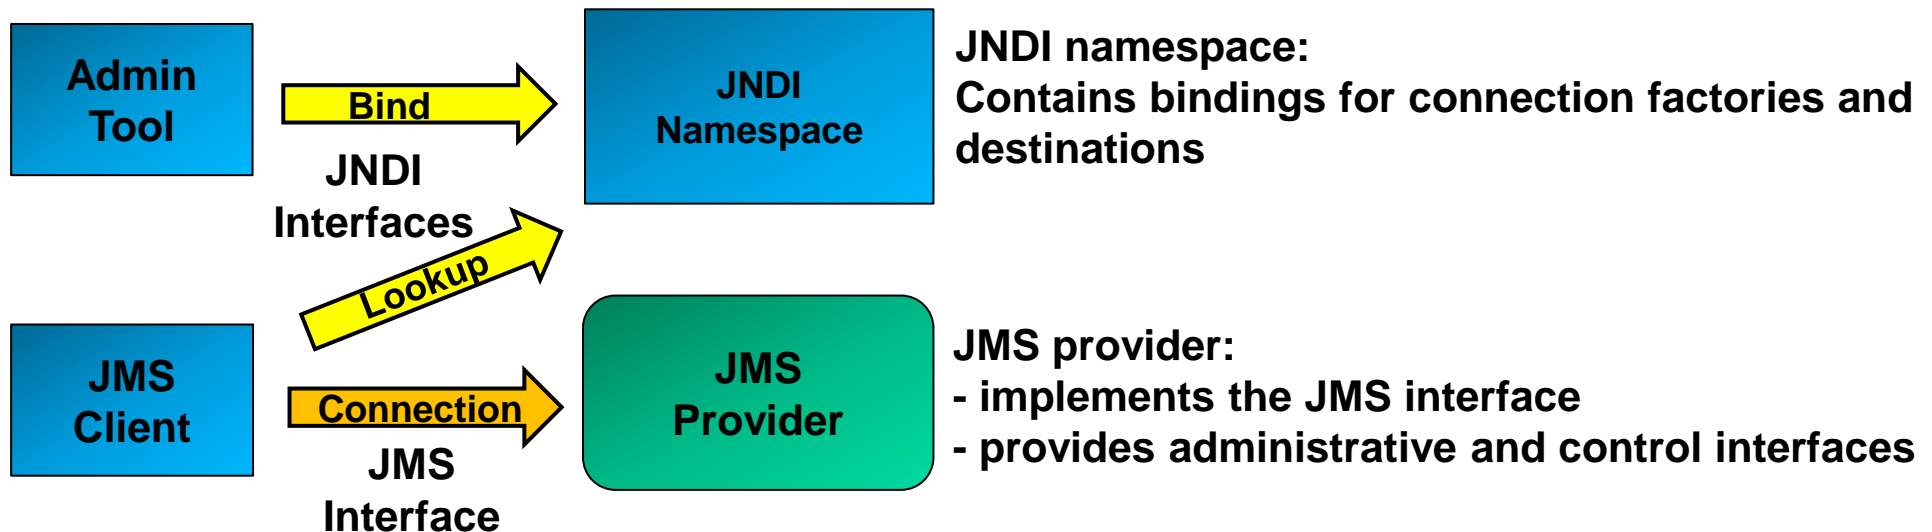 Admin
Tool
Bind
JNDI
Interfaces
JNDI
Namespace
JNDI namespace:
Contains bindings for connection factories and
destinations
Lookup
JMS
Client
Connection
JMS
Interface
JMS
Provider
JMS provider:
- implements the JMS interface
- provides administrative and control interfaces